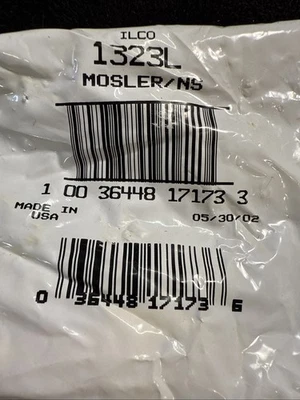 ILCO
1323L
MOSLER/NS
1 00 36448 17173 3
MADE IN
USA
05/30/02
0 36448 17173 6